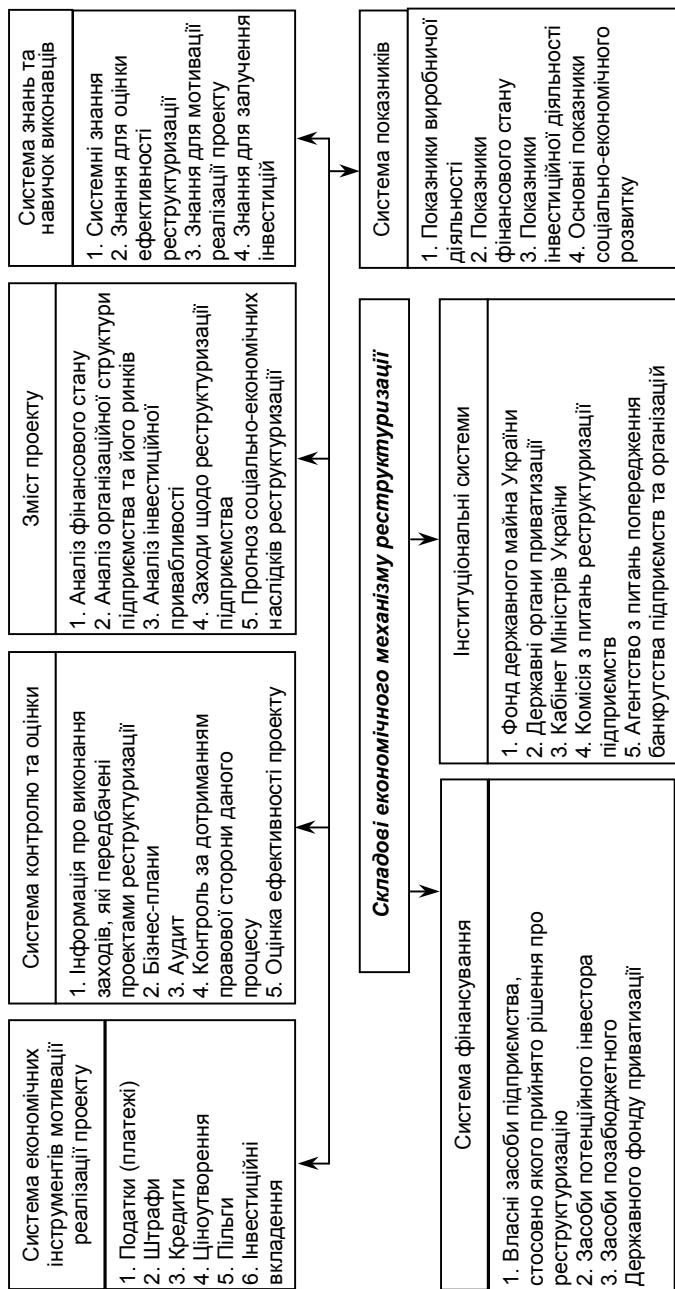 Система економічних
інструментів мотивації
реалізації проекту
1. Податки (платежі)
2. Штрафи
3. Кредити
4. Ціноутворення
5. Пільги
6. Інвестиційні
вкладення
Система контролю та оцінки
1. Інформація про виконання
заходів, які передбачені
проектами реструктуризації
2. Бізнес-плани
3. Аудит
4. Контроль за дотриманням
правової сторони даного
процесу
5. Оцінка ефективності проекту
Зміст проекту
1. Аналіз фінансового стану
2. Аналіз організаційної структури
підприємства та його ринків
3. Аналіз інвестиційної
привабливості
4. Заходи щодо реструктуризації
підприємства
5. Прогноз соціально-економічних
наслідків реструктуризації
Система знань та
навичок виконавців
1. Системні знання
2. Знання для оцінки
ефективності
реструктуризації
3. Знання для мотивації
реалізації проекту
4. Знання для залучення
інвестицій
Складові економічного механізму реструктуризації
Система фінансування
1. Власні засоби підприємства,
стосовно якого прийнято рішення про
реструктуризацію
2. Засоби потенційного інвестора
3. Засоби позабюджетного
Державного фонду приватизації
Інституціональні системи
1. Фонд державного майна України
2. Державні органи приватизації
3. Кабінет Міністрів України
4. Комісія з питань реструктуризації
підприємств
5. Агентство з питань попередження
банкрутства підприємств та організацій
Система показників
1. Показники виробничої
діяльності
2. Показники
фінансового стану
3. Показники
інвестиційної діяльності
4. Основні показники
соціально-економічного
розвитку